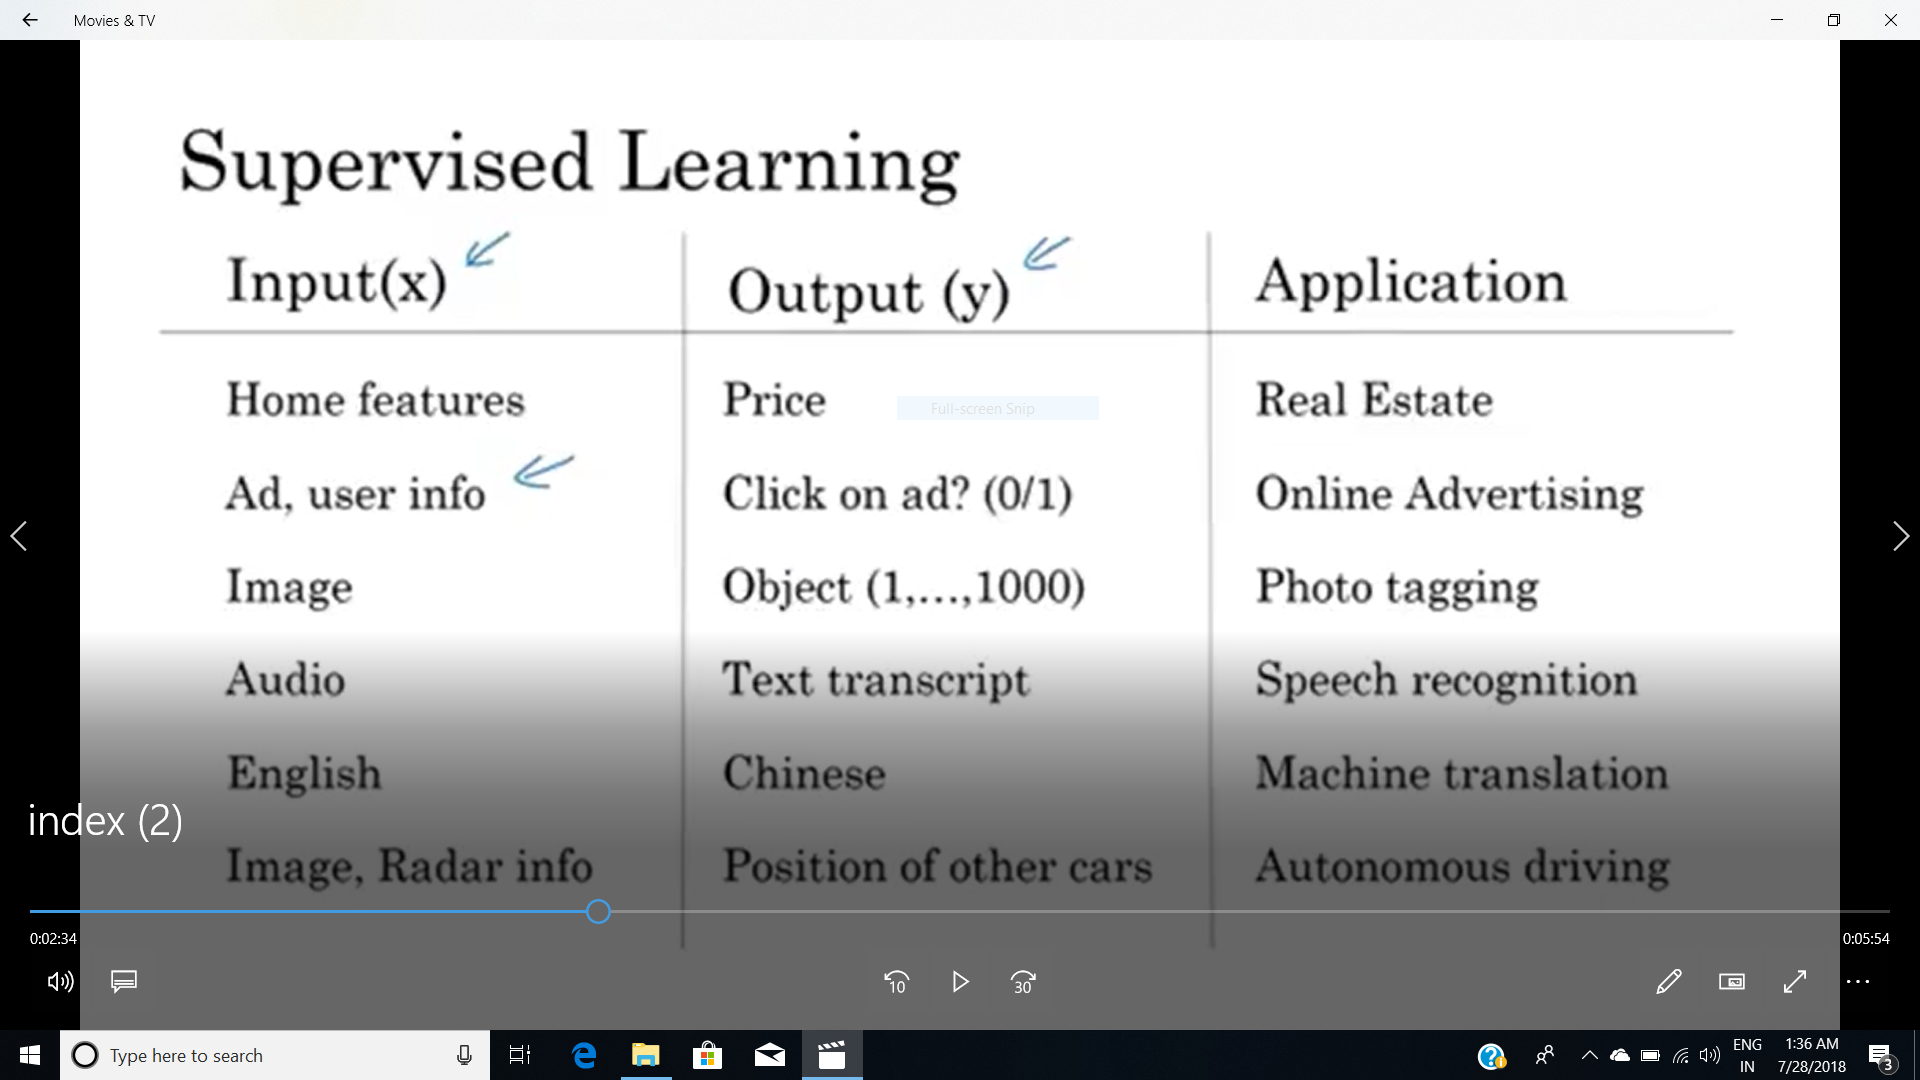 Movies & TV
Supervised Learning
Input(x) Output (y) Application
Home features Price Real Estate
Full-screen Snip
Ad, user info Click on ad? (0/1) Online Advertising
Image Object (1,...,1000) Photo tagging
Audio Text transcript Speech recognition
English Chinese Machine translation
index (2)
Image, Radar info Position of other cars Autonomous driving
0:02:34 0:05:54
10 30
Type here to search
ENG 1:36 AM
IN 7/28/2018
3